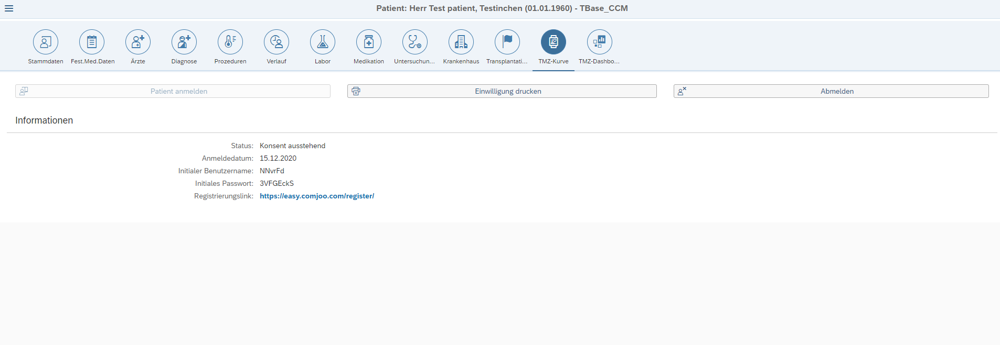 Patient: Herr Test patient, Testinchen (01.01.1960) - TBase_CCM
Stammdaten Fest.Med.Daten Ärzte Diagnose Prozeduren Verlauf Labor Medikation Untersuchun... Krankenhaus Transplantati... TMZ-Kurve TMZ-Dashbo...
Patient anmelden Einwilligung drucken Abmelden
Informationen
Status: Konsent ausstehend
Anmeldedatum: 15.12.2020
Initialer Benutzername: NNvrFd
Initiales Passwort: 3VFGEckS
Registrierungslink: https://easy.comjoo.com/register/